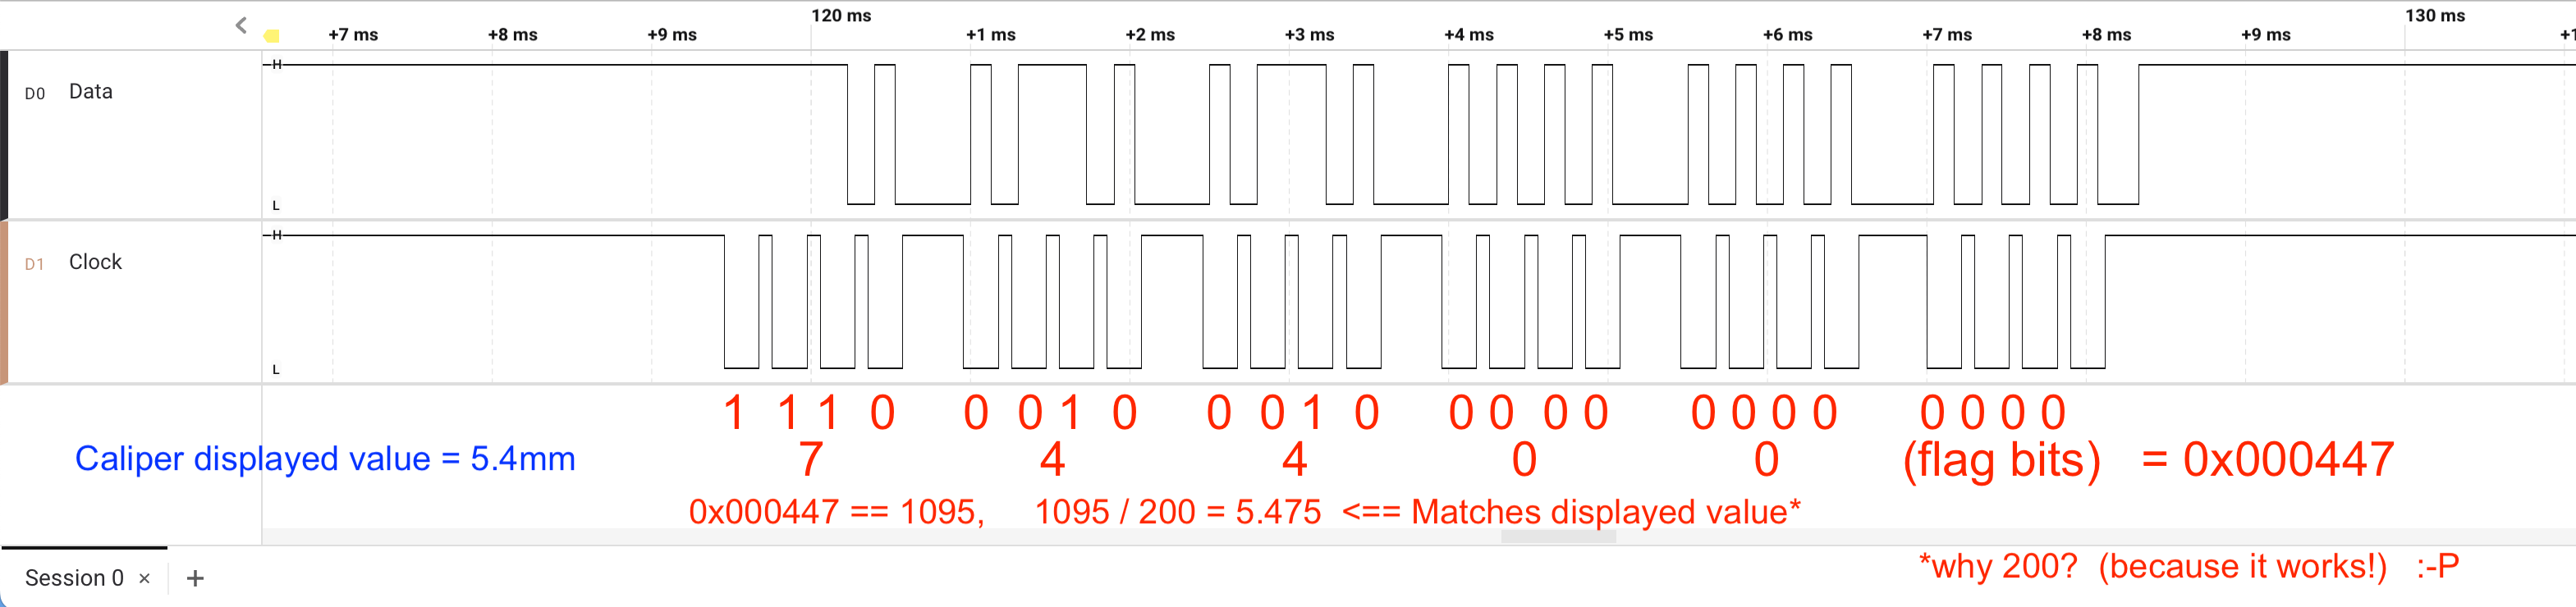 120 ms 130 ms
+7 ms +8 ms +9 ms +1 ms +2 ms +3 ms +4 ms +5 ms +6 ms +7 ms +8 ms +9 ms +1
H
D0 Data
L
H
D1 Clock
L
1 1 1 0 0 0 1 0 0 0 1 0 0 0 0 0 0 0 0 0 0 0 0 0
Caliper displayed value = 5.4mm 7 4 4 0 0 (flag bits) = 0x000447
0x000447 == 1095, 1095 / 200 = 5.475 <== Matches displayed value*
*why 200? (because it works!) :-P
Session 0 × +